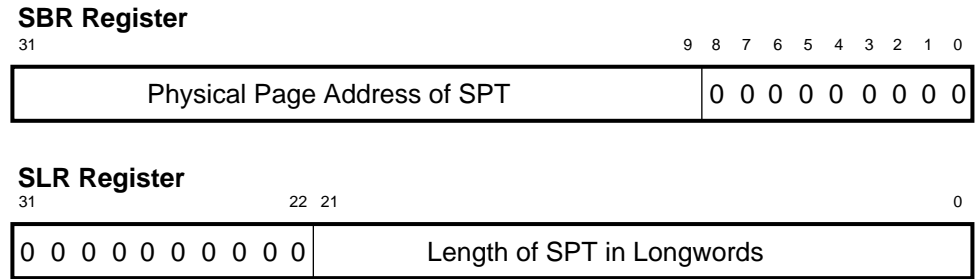 SBR Register
31 9 8 7 6 5 4 3 2 1 0
Physical Page Address of SPT 0 0 0 0 0 0 0 0 0
SLR Register
31 22 21 0
0 0 0 0 0 0 0 0 0 0 Length of SPT in Longwords